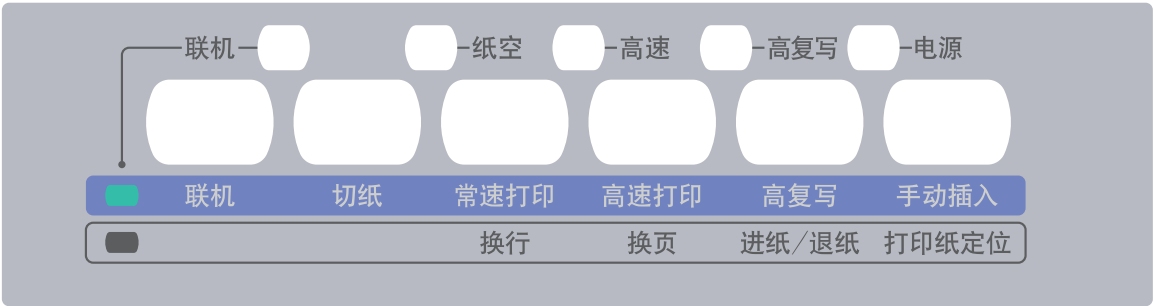 联机 纸空 高速 高复写 电源
联机 切纸 常速打印 高速打印 高复写 手动插入
换行 换页 进纸/退纸 打印纸定位